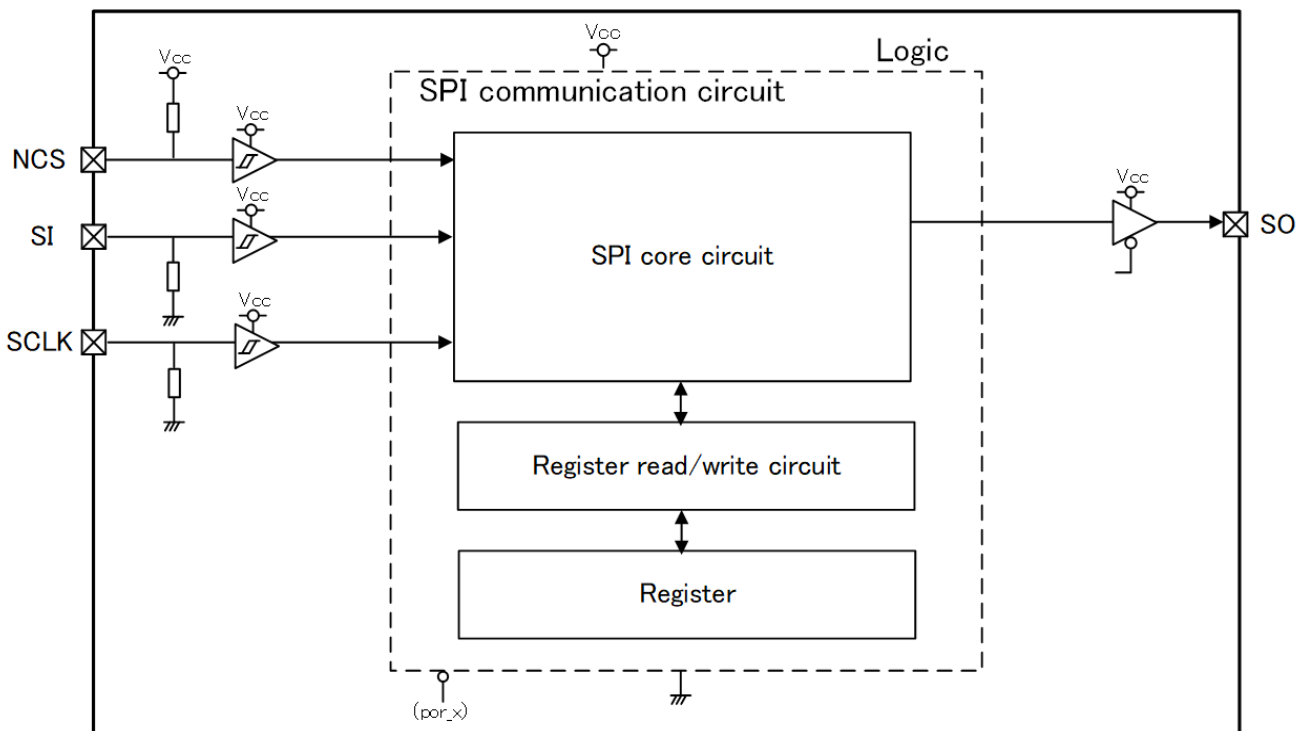 Vcc
Logic
Vcc
SPI communication circuit
Vcc
NCS
Vcc
Vcc
SI
SO
SPI core circuit
Vcc
SCLK
Register read/write circuit
Register
(por_x)